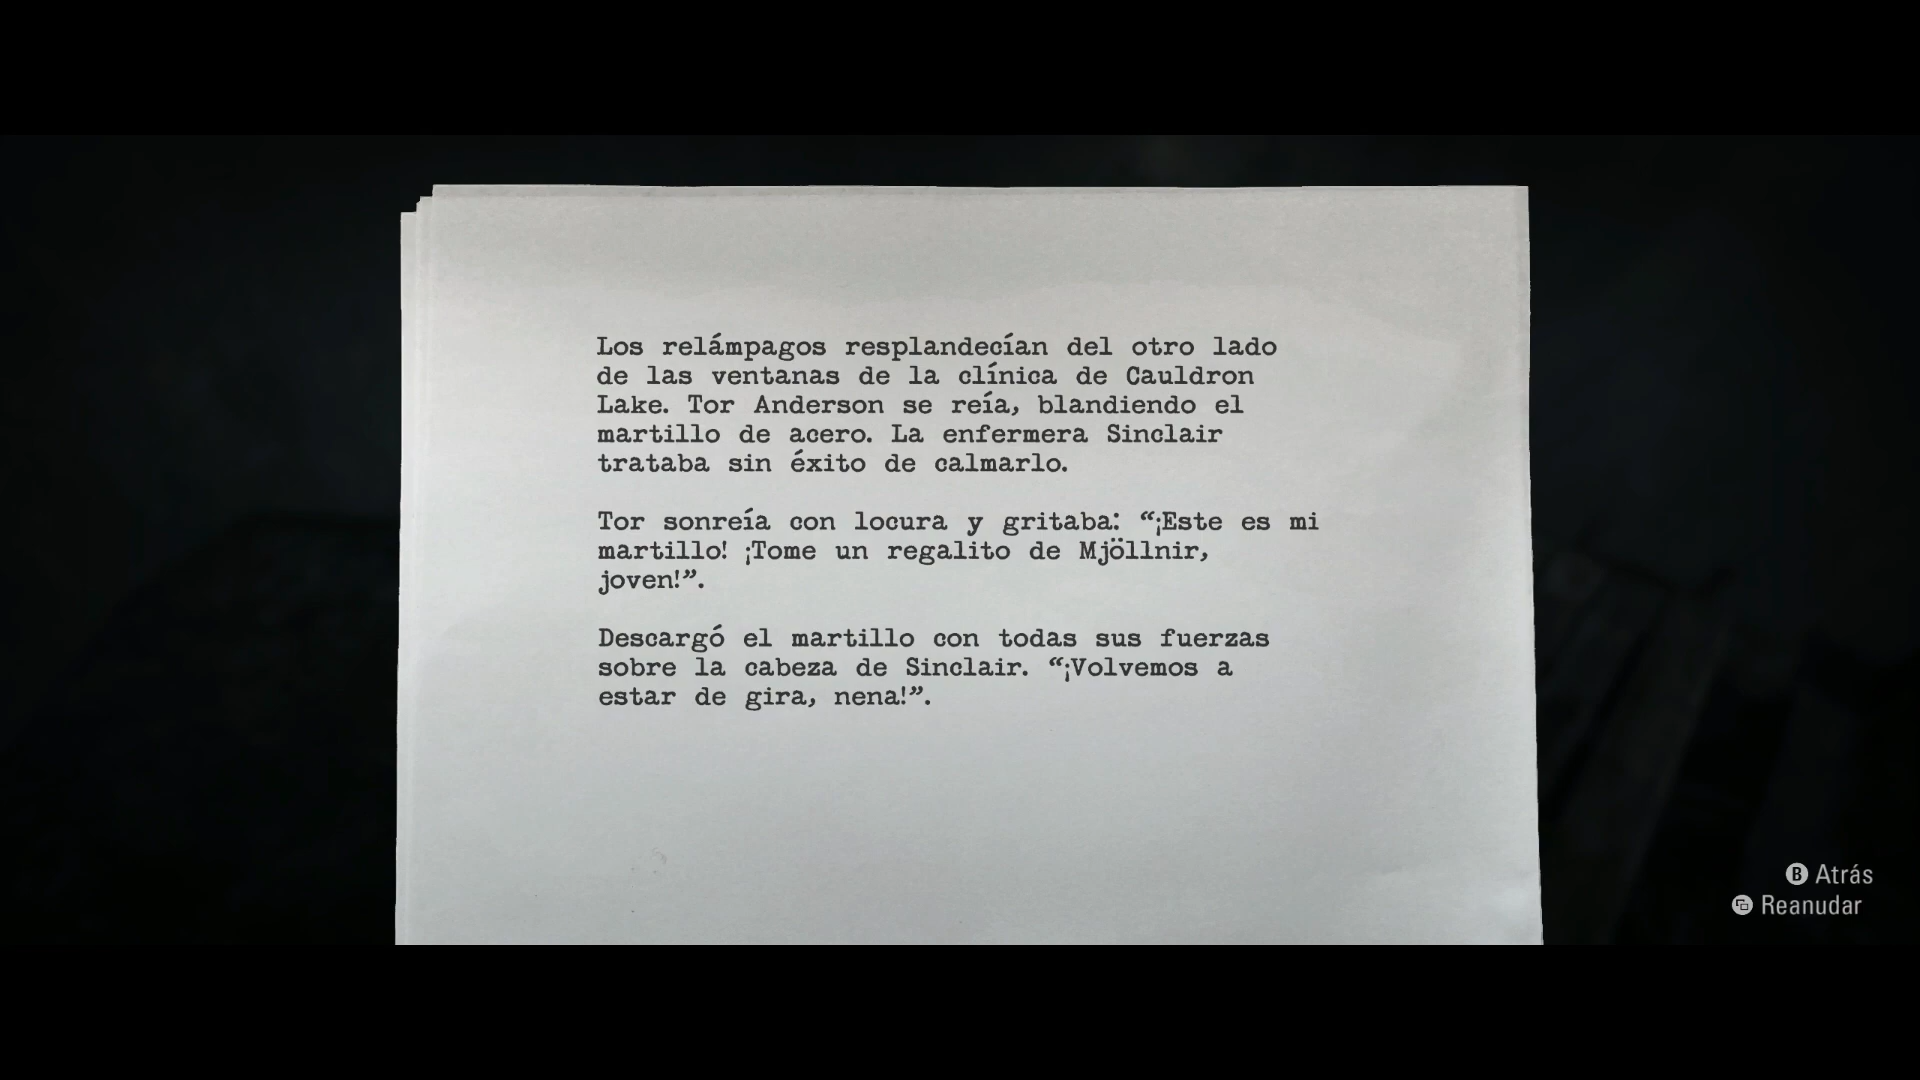 Los relámpagos resplandecían del otro lado
de las ventanas de la clínica de Cauldron
Lake. Tor Anderson se reía, blandiendo el
martillo de acero. La enfermera Sinclair
trataba sin éxito de calmarlo.
Tor sonreía con locura y gritaba: “¡Este es mi
martillo! ¡Tome un regalito de Mjöllnir,
joven!”.
Descargó el martillo con todas sus fuerzas
sobre la cabeza de Sinclair. “¡Volvemos a
estar de gira, nena!”.
B Atrás
Reanudar